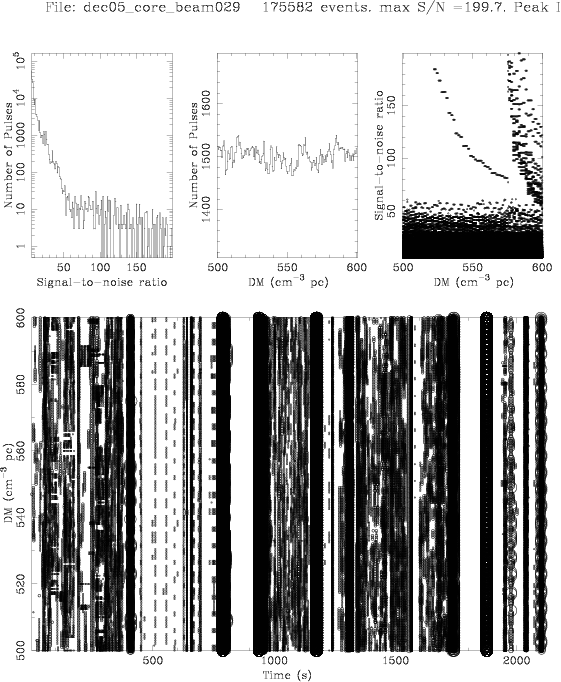 File: dec05_core_beam029 175582 events. max S/N =199.7. Peak I
Number of Pulses
10⁵
10⁴
1000
100
10
1
50 100 150
Signal-to-noise ratio
Number of Pulses
1600
1500
1400
500 550 600
DM (cm⁻³ pc)
Signal-to-noise ratio
150
100
50
500 550 600
DM (cm⁻³ pc)
DM (cm⁻³ pc)
600
580
560
540
520
500
500 1000 1500 2000
Time (s)